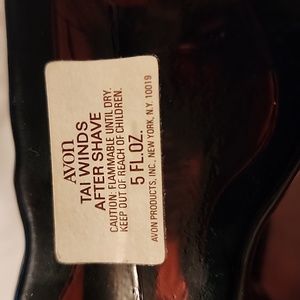 AVON
TAI WINDS
AFTER SHAVE
CAUTION: FLAMMABLE UNTIL DRY.
KEEP OUT OF REACH OF CHILDREN.
5 FL. OZ.
AVON PRODUCTS, INC., NEW YORK, N.Y. 10019